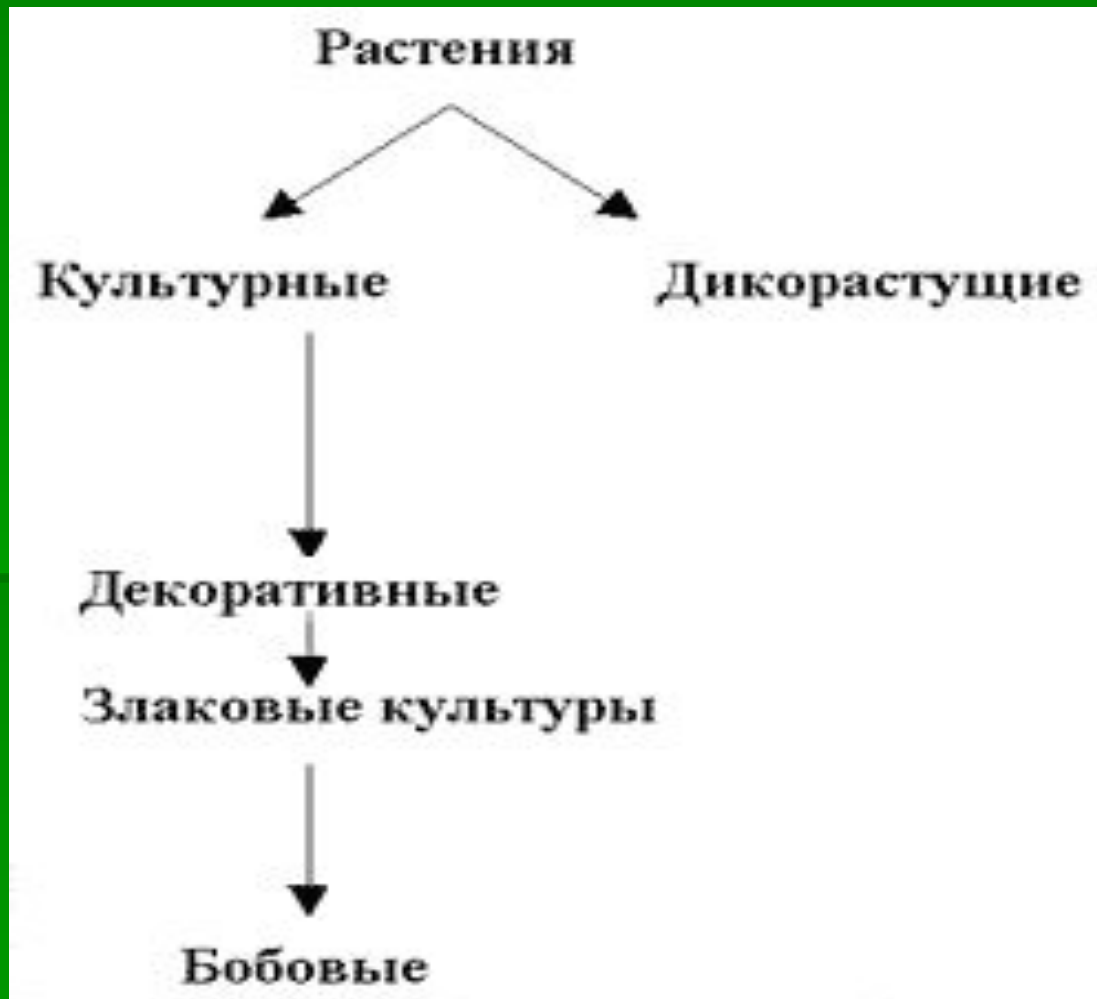 Растения
Культурные Дикорастущие
Декоративные
Злаковые культуры
Бобовые